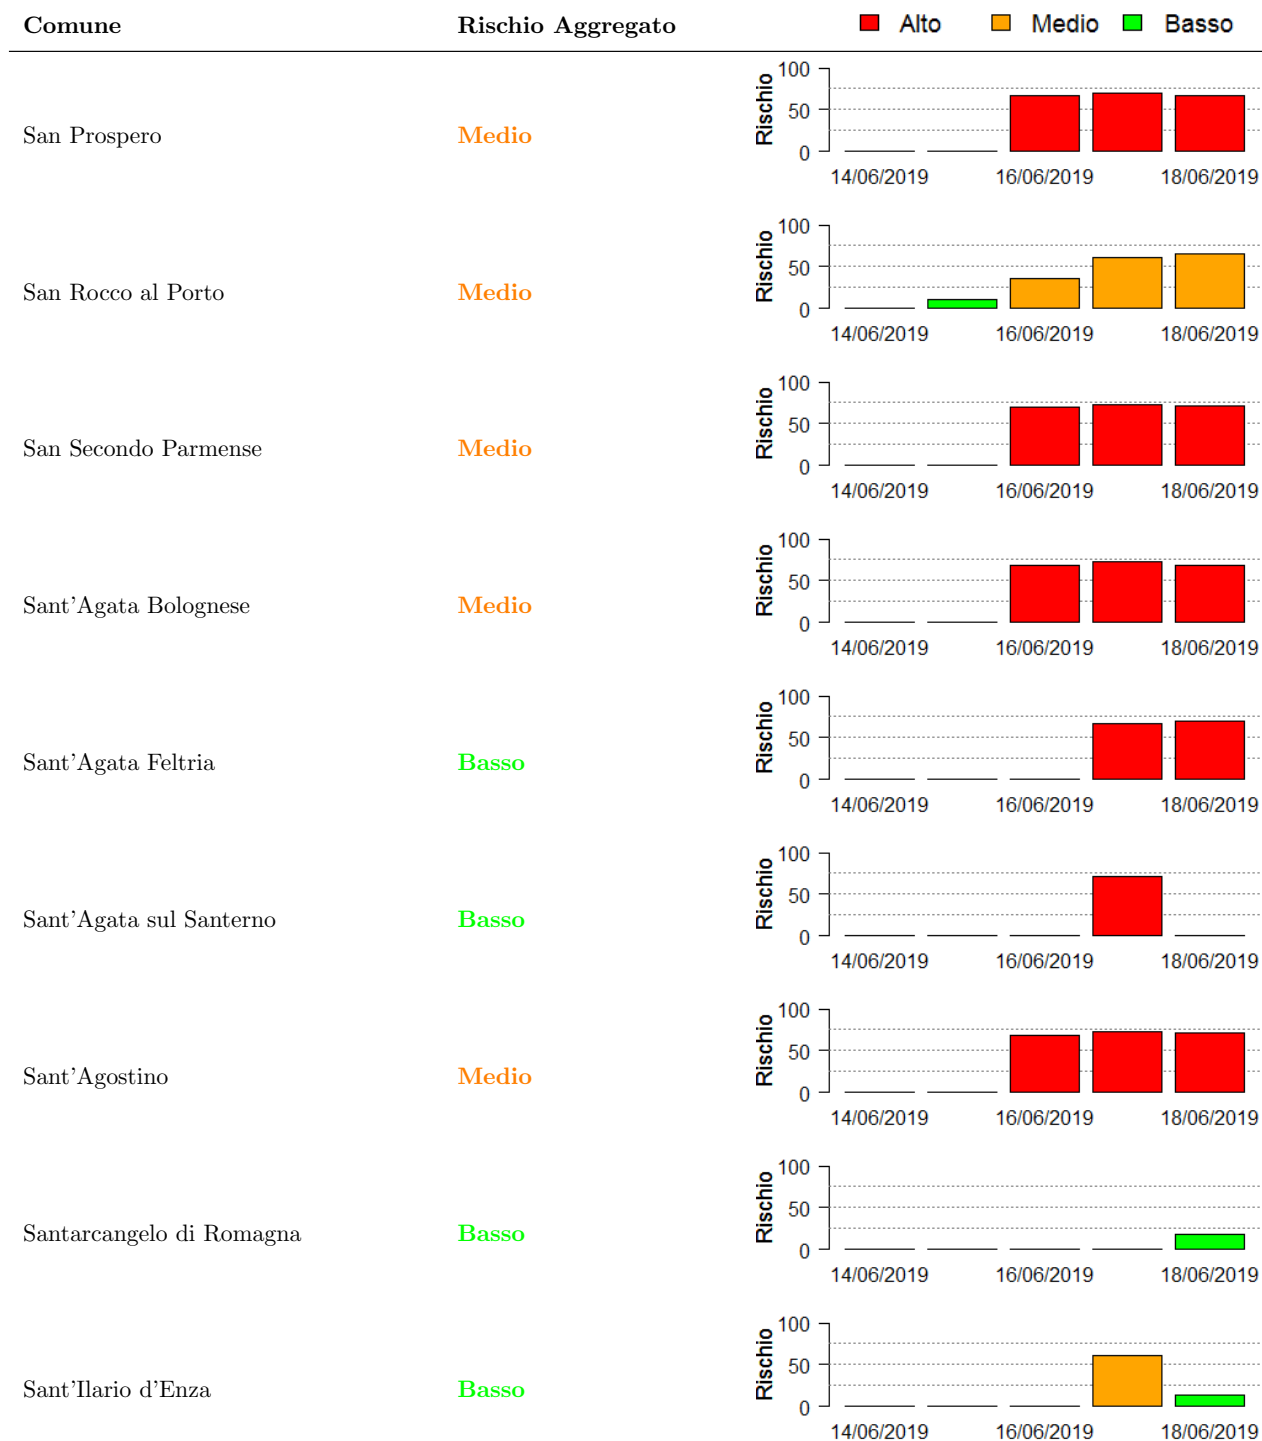 Comune Rischio Aggregato Alto Medio Basso
San Prospero Medio
Rischio
100
50
0
14/06/2019 16/06/2019 18/06/2019
San Rocco al Porto Medio
Rischio
100
50
0
14/06/2019 16/06/2019 18/06/2019
San Secondo Parmense Medio
Rischio
100
50
0
14/06/2019 16/06/2019 18/06/2019
Sant'Agata Bolognese Medio
Rischio
100
50
0
14/06/2019 16/06/2019 18/06/2019
Sant'Agata Feltria Basso
Rischio
100
50
0
14/06/2019 16/06/2019 18/06/2019
Sant'Agata sul Santerno Basso
Rischio
100
50
0
14/06/2019 16/06/2019 18/06/2019
Sant'Agostino Medio
Rischio
100
50
0
14/06/2019 16/06/2019 18/06/2019
Santarcangelo di Romagna Basso
Rischio
100
50
0
14/06/2019 16/06/2019 18/06/2019
Sant'Ilario d'Enza Basso
Rischio
100
50
0
14/06/2019 16/06/2019 18/06/2019